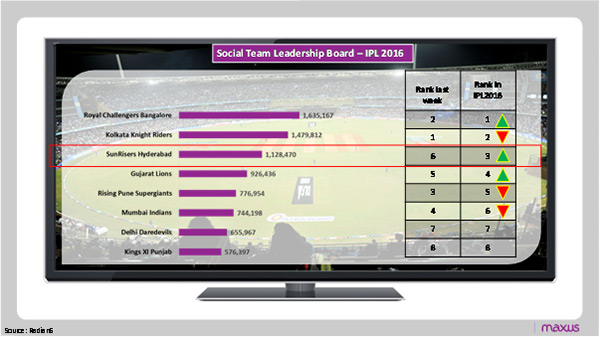 Social Team Leadership Board – IPL 2016
Rank last week
Rank in IPL2016
Royal Challengers Bangalore 1,635,167 2 1
Kolkata Knight Riders 1,479,812 1 2
SunRisers Hyderabad 1,128,470 6 3
Gujarat Lions 926,436 5 4
Rising Pune Supergiants 776,954 3 5
Mumbai Indians 744,198 4 6
Delhi Daredevils 655,967 7 7
Kings XI Punjab 576,397 8 8
Source: Radian6
maxus